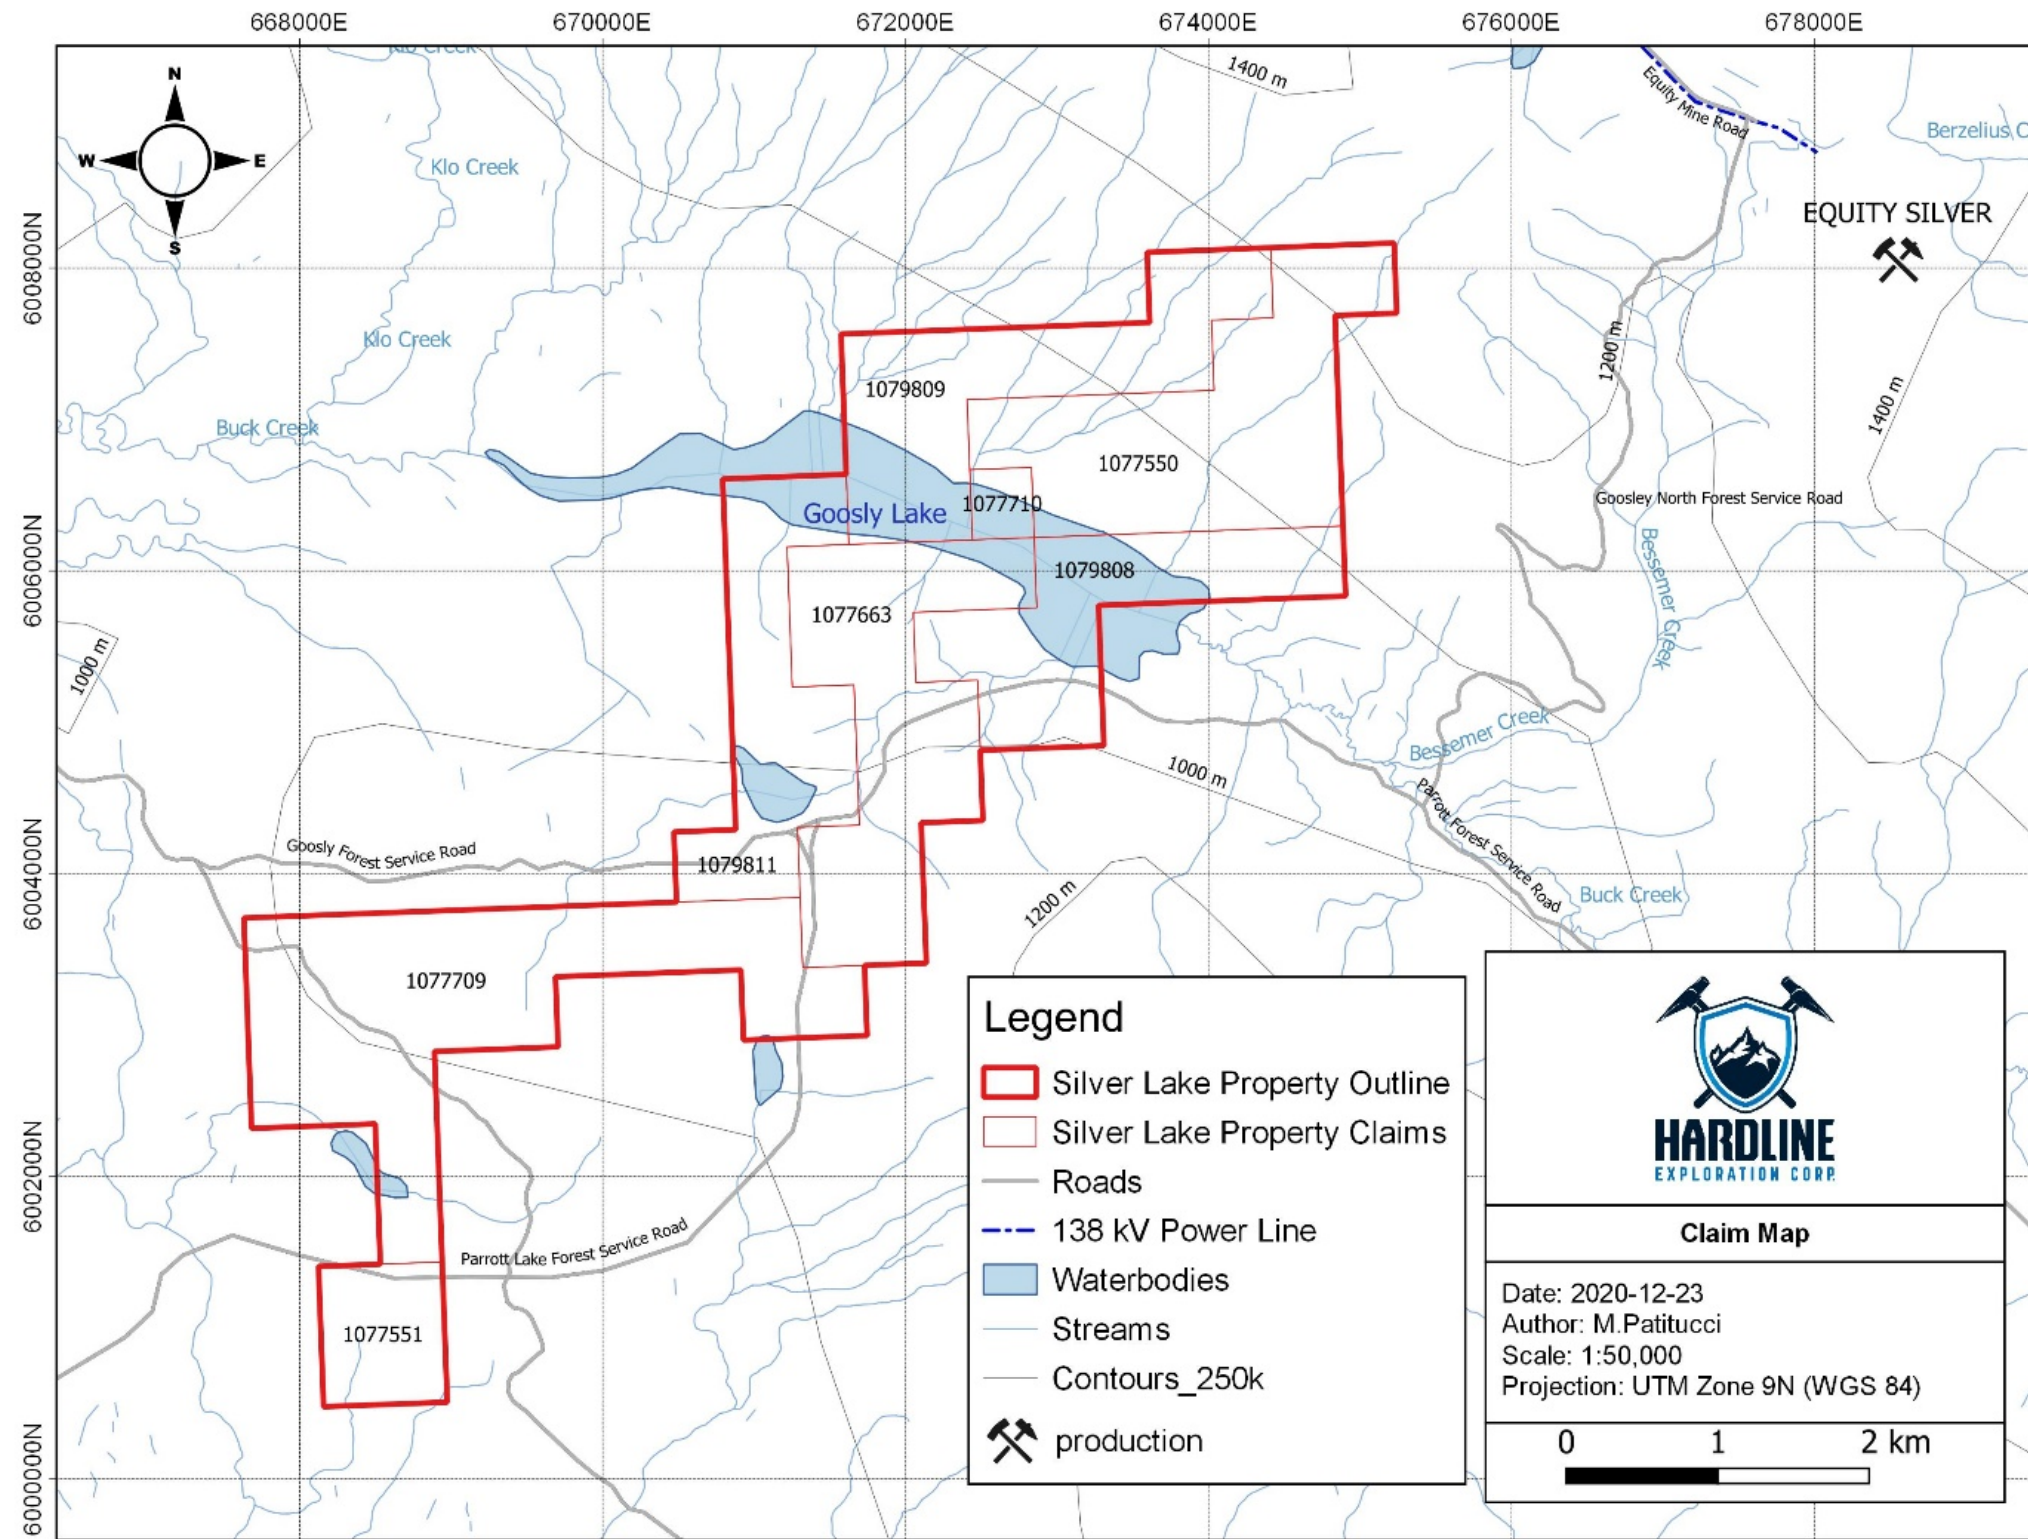 668000E 670000E 672000E 674000E 676000E 678000E
Klo Creek
1400 m
Equity Mine Road
Berzelius C
N
W E
S
Klo Creek
EQUITY SILVER
6008000N
Klo Creek
1200 m
1079809
1400 m
Buck Creek
1077550
1077710
Goosley North Forest Service Road
Goosly Lake
6006000N
1079808
Bessemer Creek
1077663
1000 m
Bessemer Creek
1000 m
Parrott Forest Service Road
Goosly Forest Service Road
1079811
6004000N
1200 m
Buck Creek
1077709
6002000N
Parrott Lake Forest Service Road
1077551
6000000N
Legend
Silver Lake Property Outline
Silver Lake Property Claims
Roads
138 kV Power Line
Waterbodies
Streams
Contours_250k
production
HARDLINE
EXPLORATION CORP.
Claim Map
Date: 2020-12-23
Author: M.Patitucci
Scale: 1:50,000
Projection: UTM Zone 9N (WGS 84)
0 1 2 km